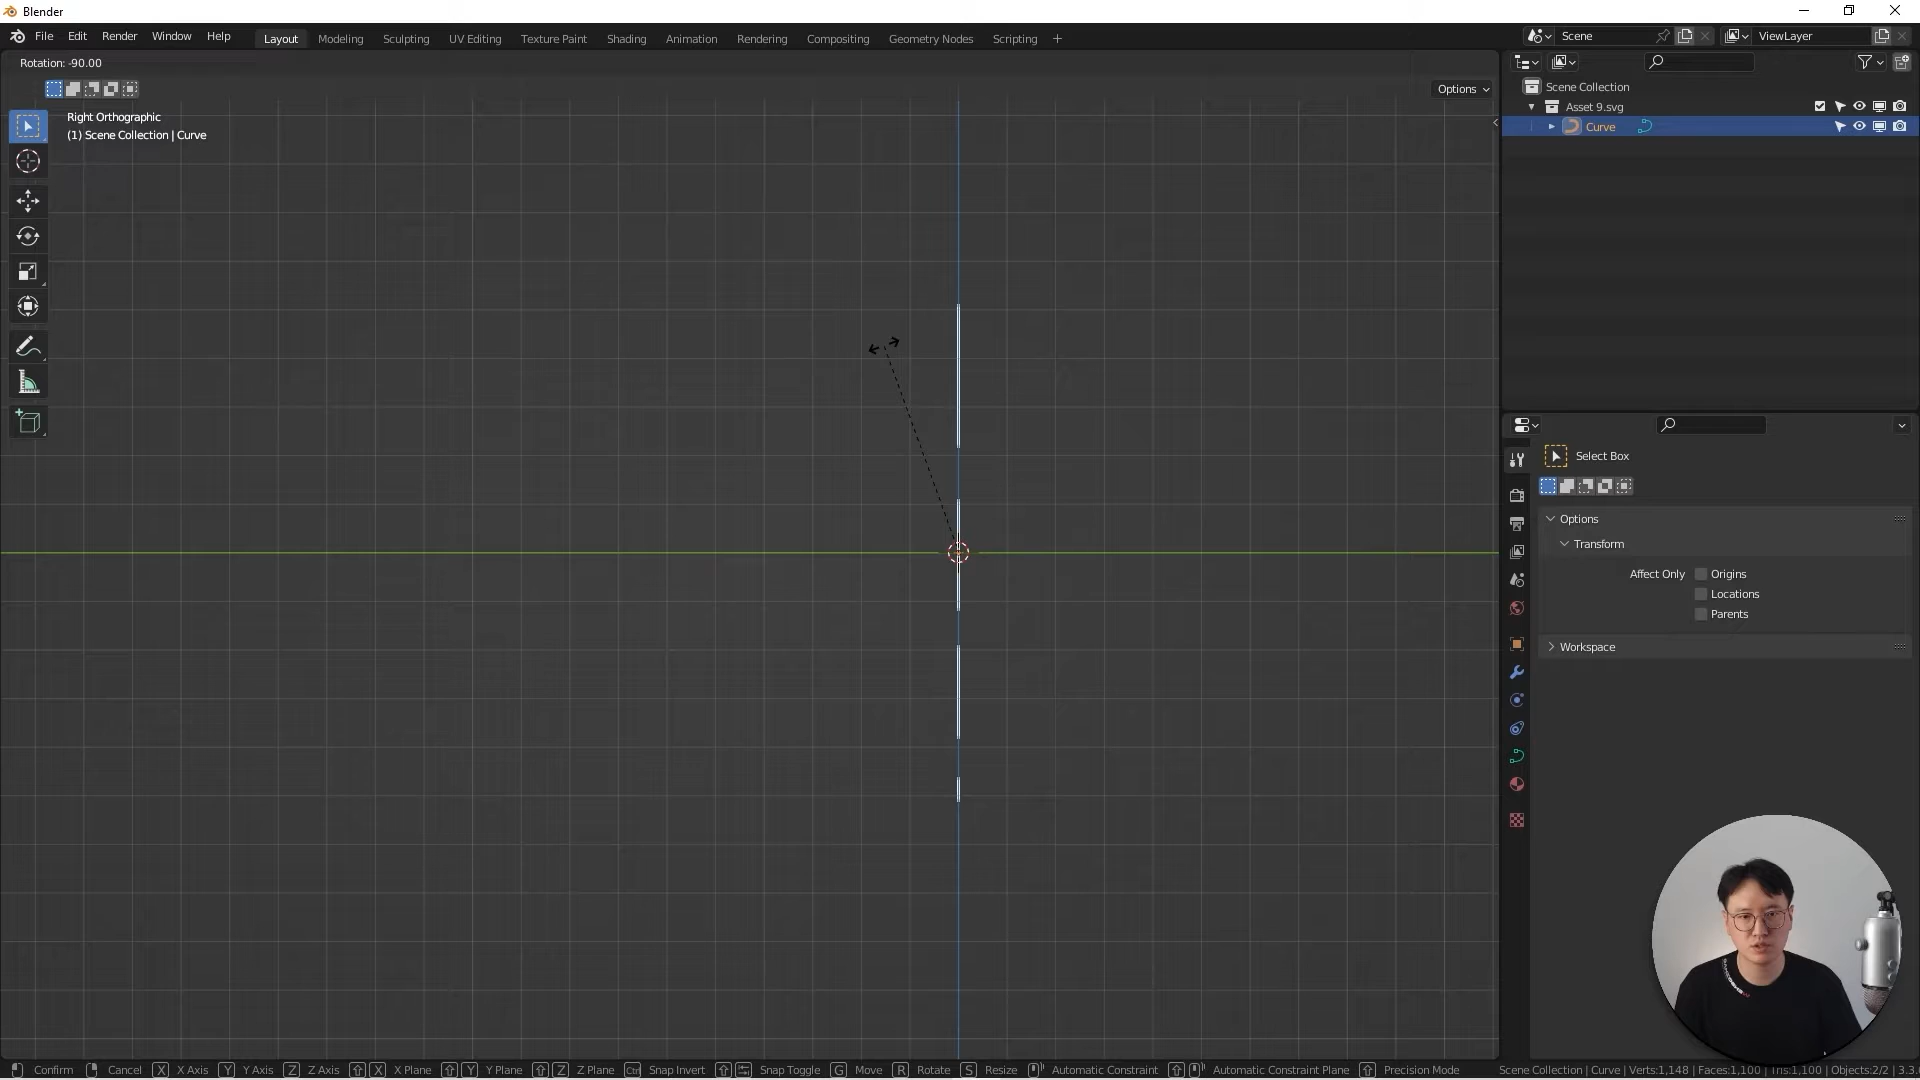 Blender
File Edit Render Window Help Layout Modeling Sculpting UV Editing Texture Paint Shading Animation Rendering Compositing Geometry Nodes Scripting +
Scene ViewLayer
Rotation: -90.00
Options
Right Orthographic
(1) Scene Collection | Curve
Scene Collection
Asset 9.svg
Curve
Select Box
Options
Transform
Affect Only Origins
Locations
Parents
Workspace
Confirm Cancel X X Axis Y Y Axis Z Z Axis X X Plane Y Y Plane Z Z Plane Ctrl Snap Invert Snap Toggle G Move R Rotate S Resize Automatic Constraint Automatic Constraint Plane Precision Mode Scene Collection | Curve | Verts:1,148 | Faces:1,100 | Tris:1,100 | Objects:2/2 | 3.3.